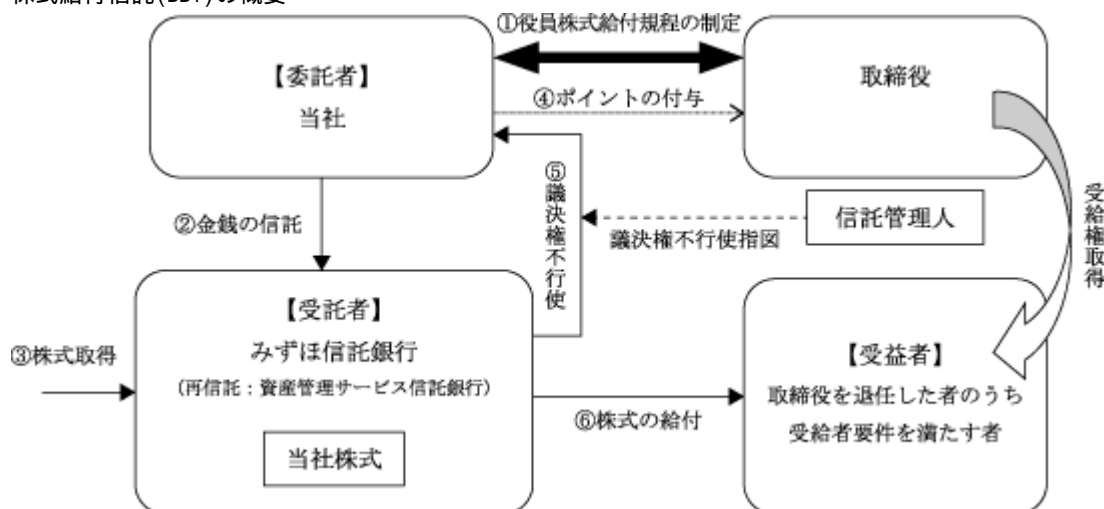 株式給付信託(BBT)の概要
①役員株式給付規程の制定
【委託者】
当社
取締役
④ポイントの付与
②金銭の信託
⑤議決権不行使
議決権不行使指図
信託管理人
受給権取得
③株式取得
【受託者】
みずほ信託銀行
(再信託：資産管理サービス信託銀行)
当社株式
⑥株式の給付
【受益者】
取締役を退任した者のうち
受給者要件を満たす者